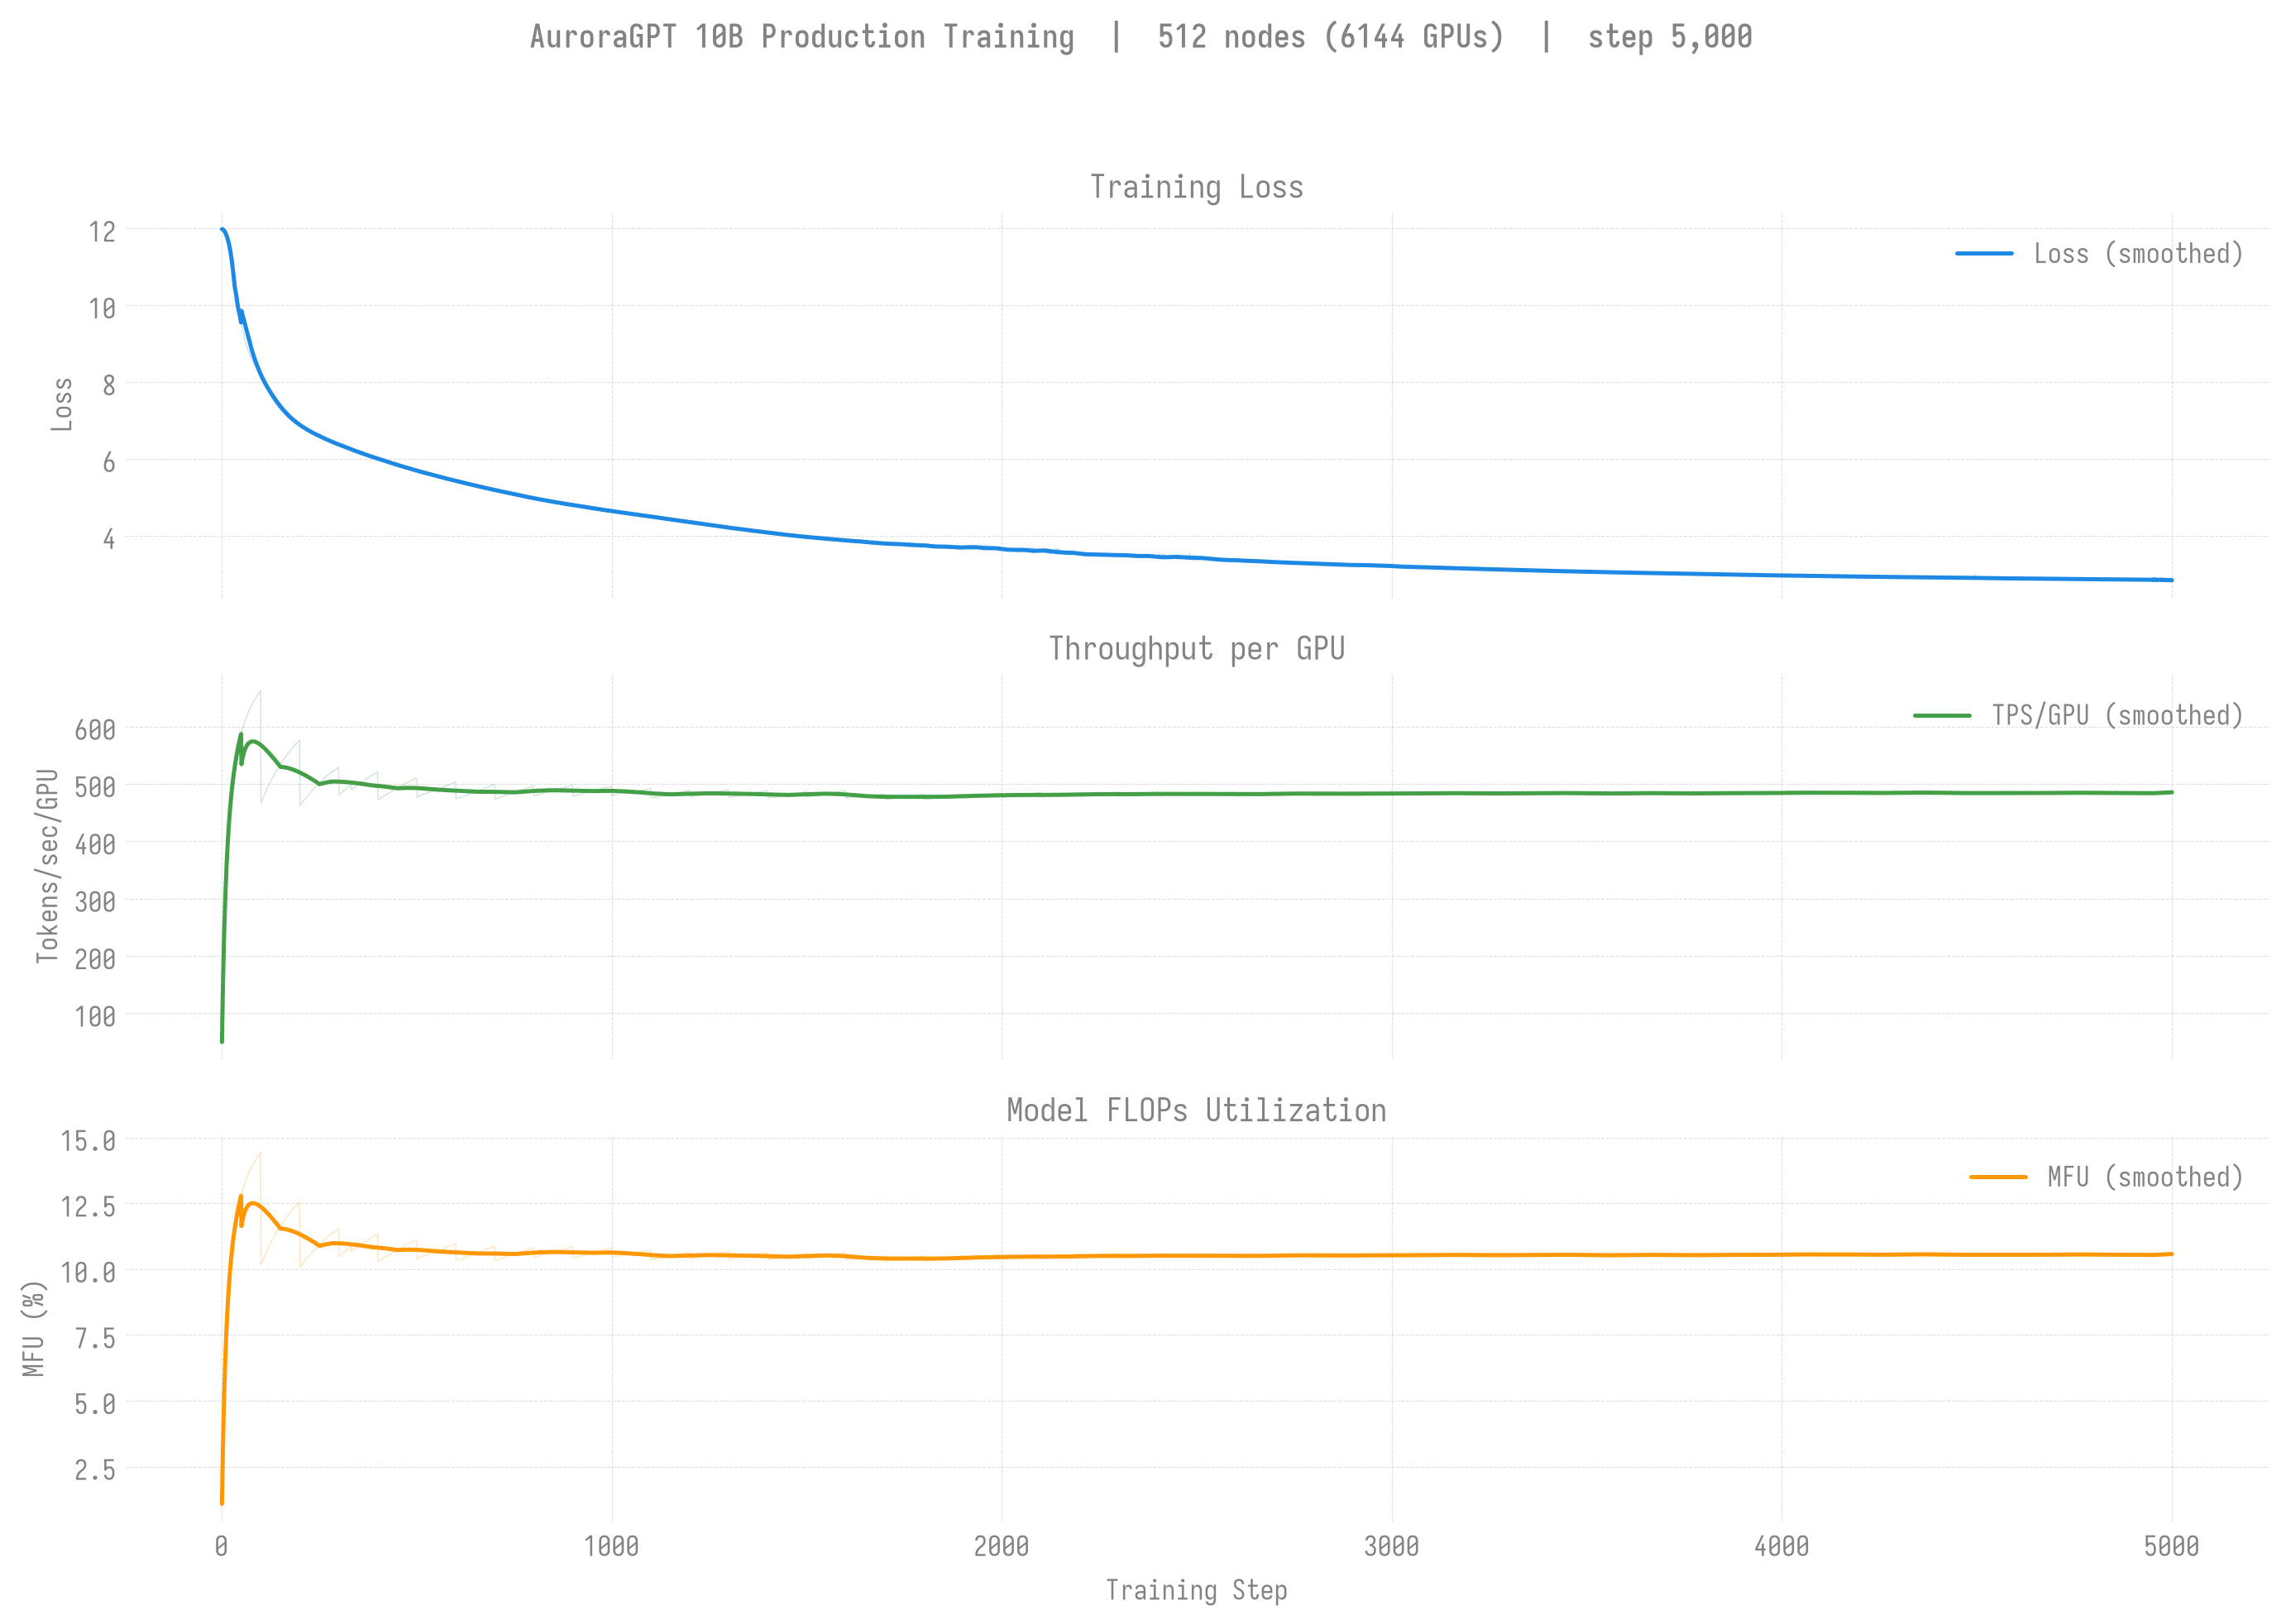 AuroraGPT 10B Production Training | 512 nodes (6144 GPUs) | step 5,000
Training Loss
12
10
8
6
4
Loss
Loss (smoothed)
Throughput per GPU
600
500
400
300
200
100
Tokens/sec/GPU
TPS/GPU (smoothed)
Model FLOPs Utilization
15.0
12.5
10.0
7.5
5.0
2.5
MFU (%)
MFU (smoothed)
0 1000 2000 3000 4000 5000
Training Step